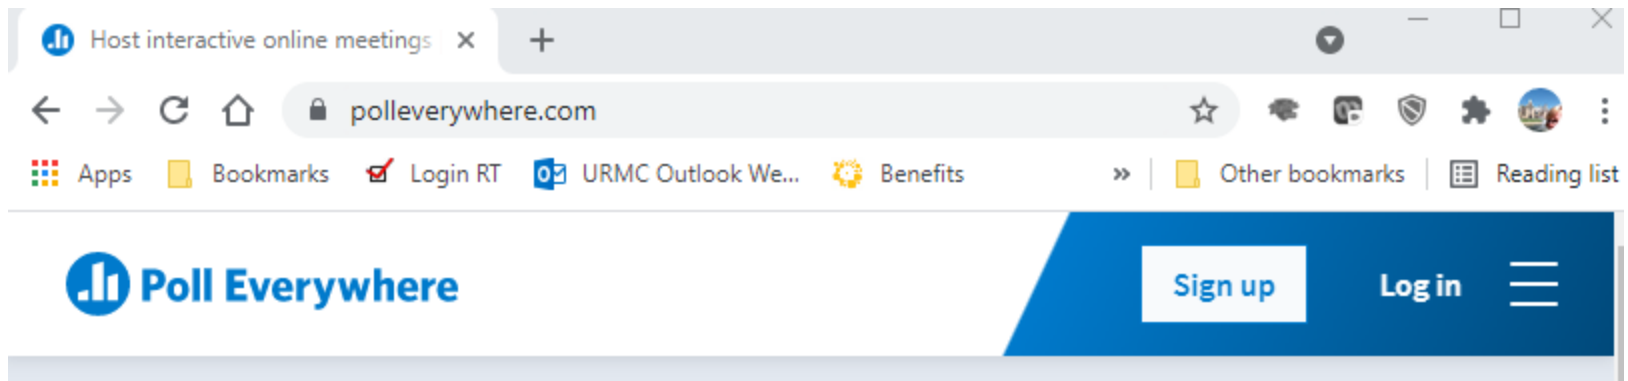 Host interactive online meetings
polleverywhere.com
Apps Bookmarks Login RT URMC Outlook We... Benefits » Other bookmarks Reading list
Poll Everywhere Sign up Log in